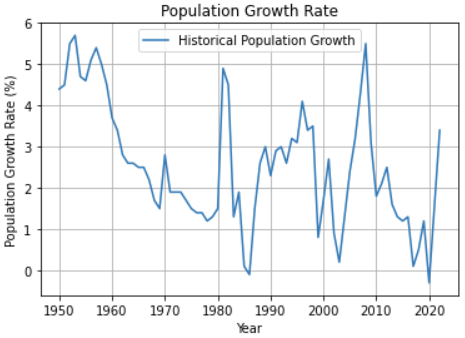 Population Growth Rate
Historical Population Growth
Population Growth Rate (%)
6
5
4
3
2
1
0
1950 1960 1970 1980 1990 2000 2010 2020
Year